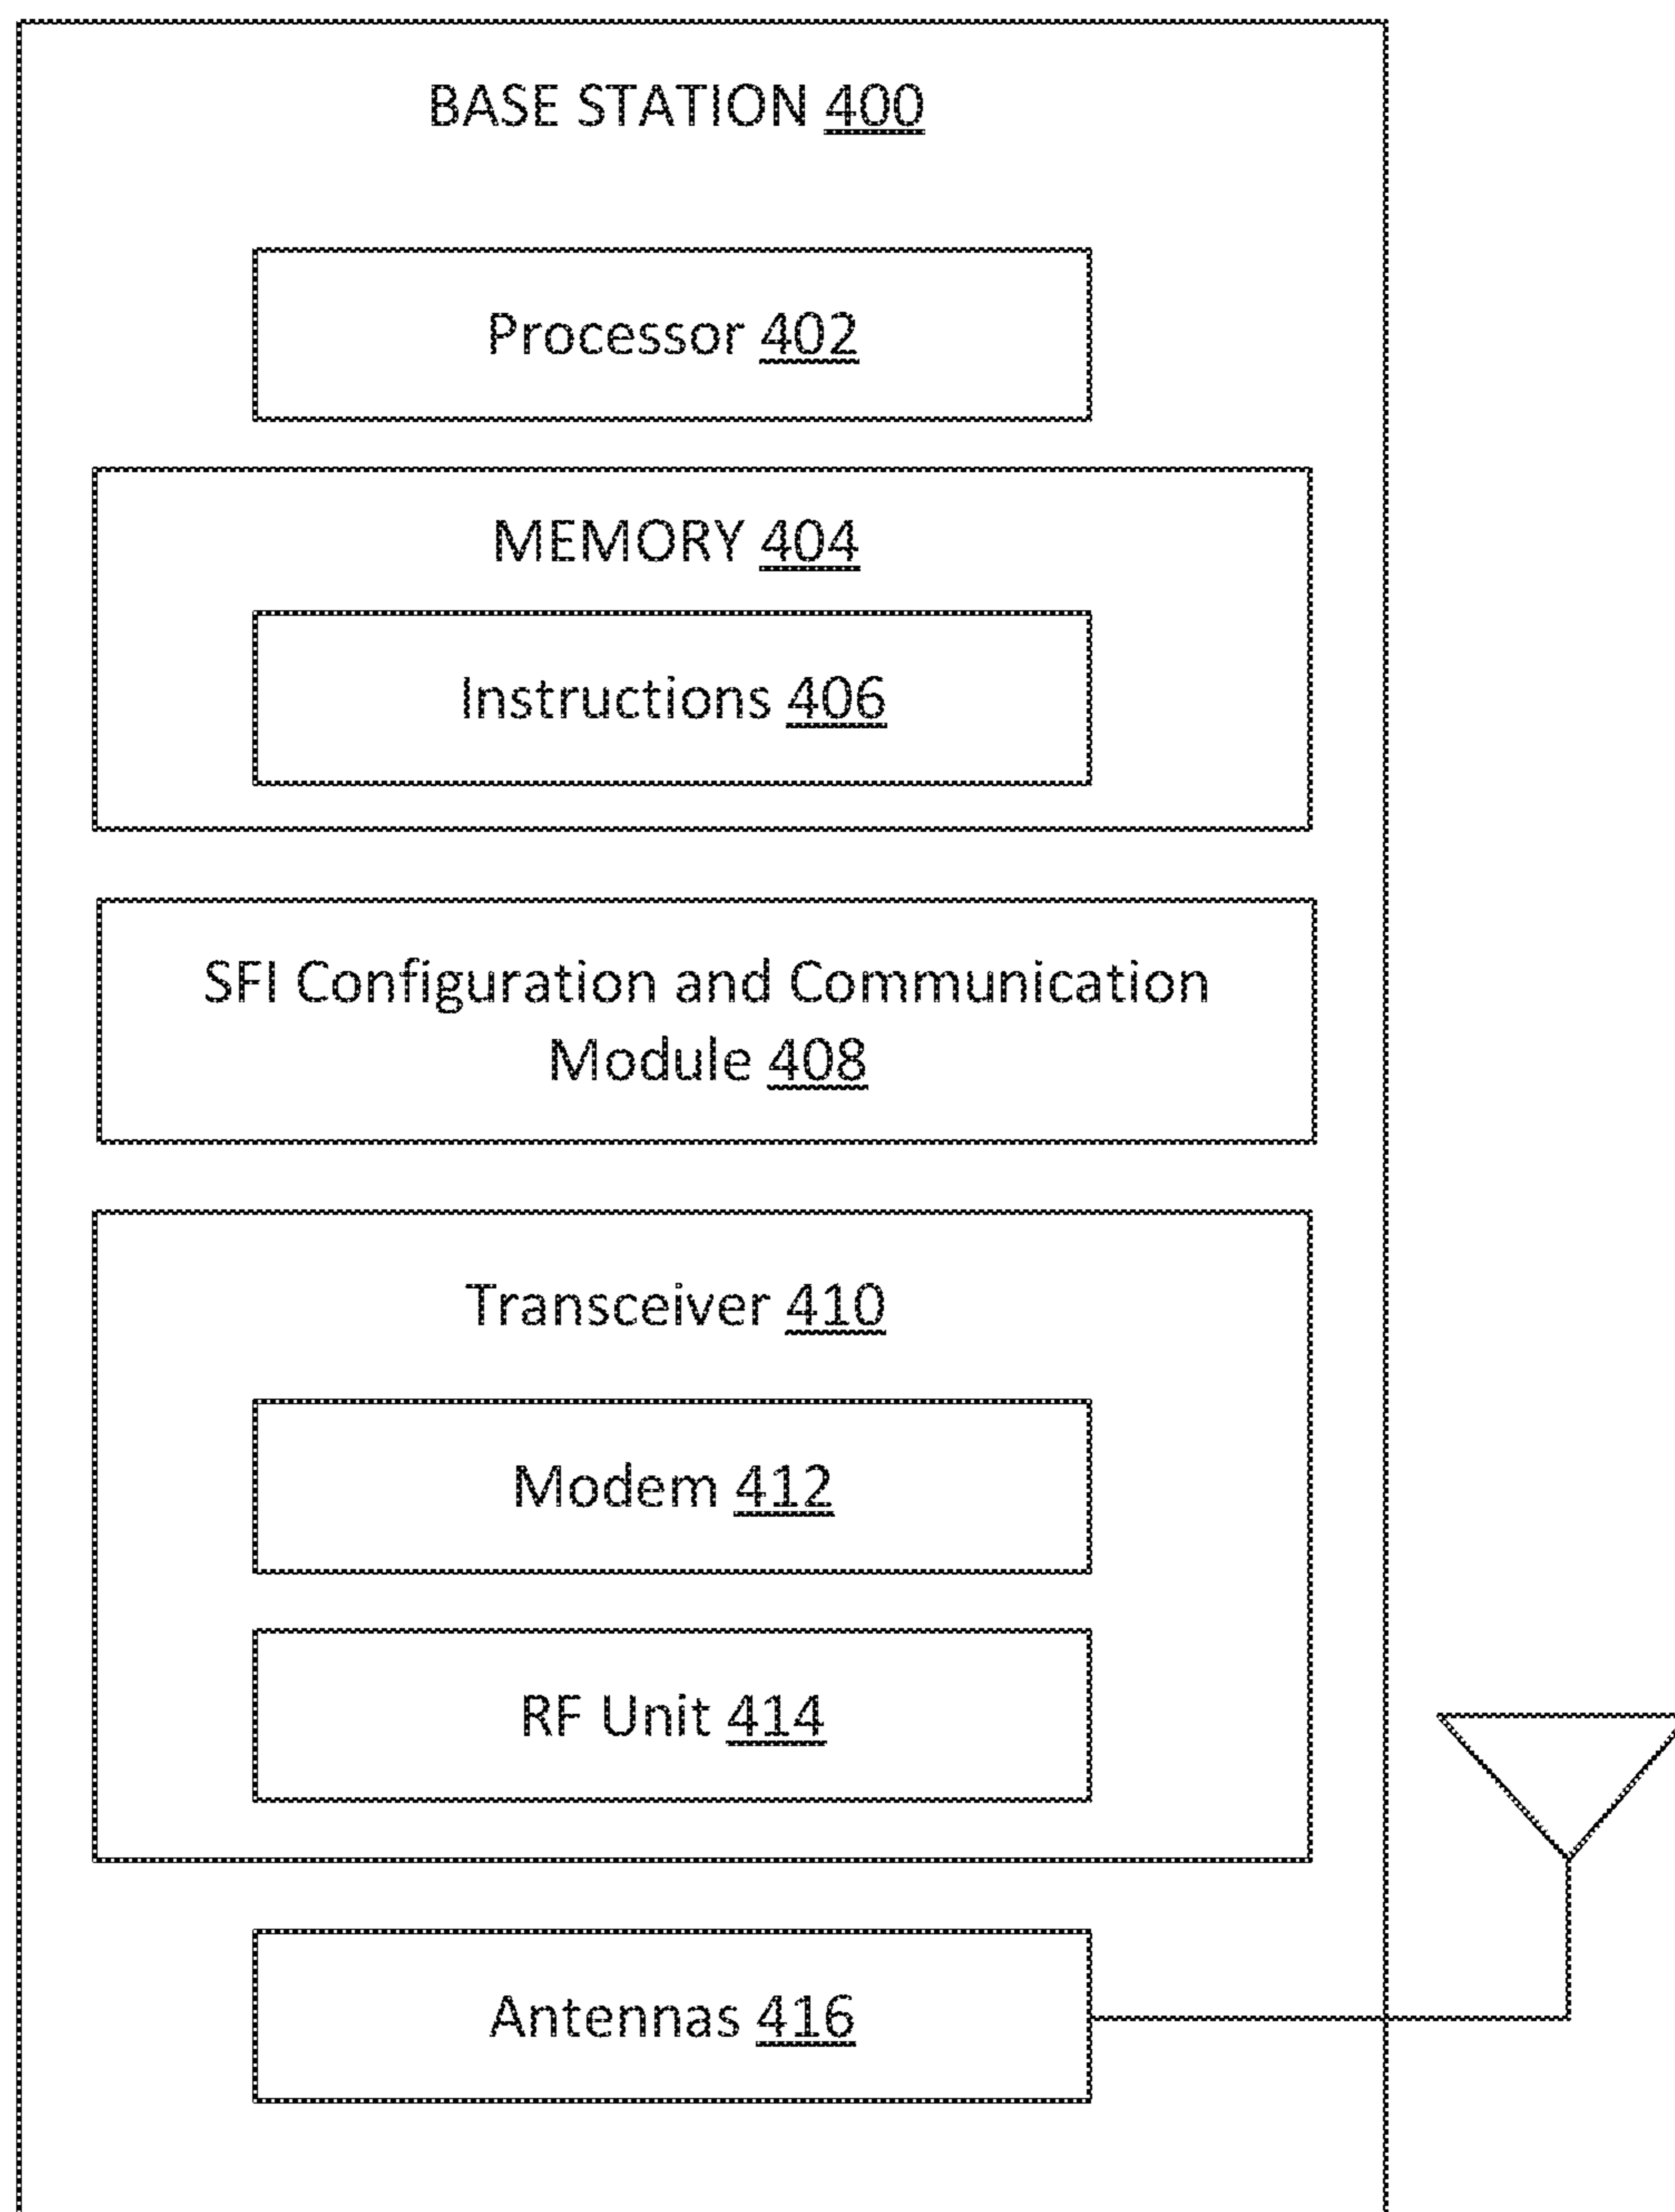 BASE STATION 400
Processor 402
MEMORY 404
Instructions 406
SFI Configuration and Communication
Module 408
Transceiver 410
Modem 412
RF Unit 414
Antennas 416